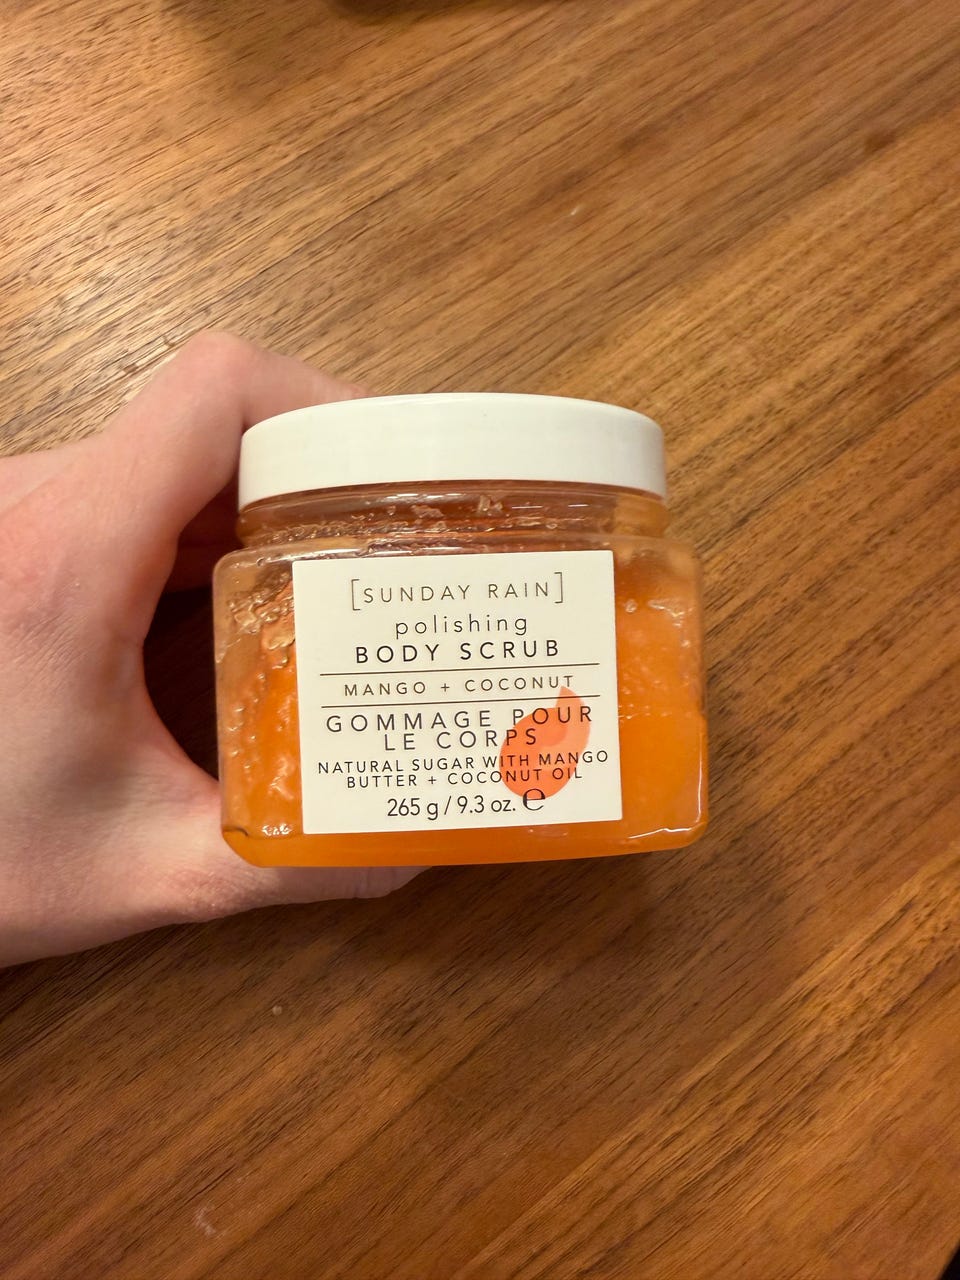 [SUNDAY RAIN]
polishing
BODY SCRUB
MANGO + COCONUT
GOMMAGE POUR
LE CORPS
NATURAL SUGAR WITH MANGO
BUTTER + COCONUT OIL
265 g / 9.3 oz. ℮